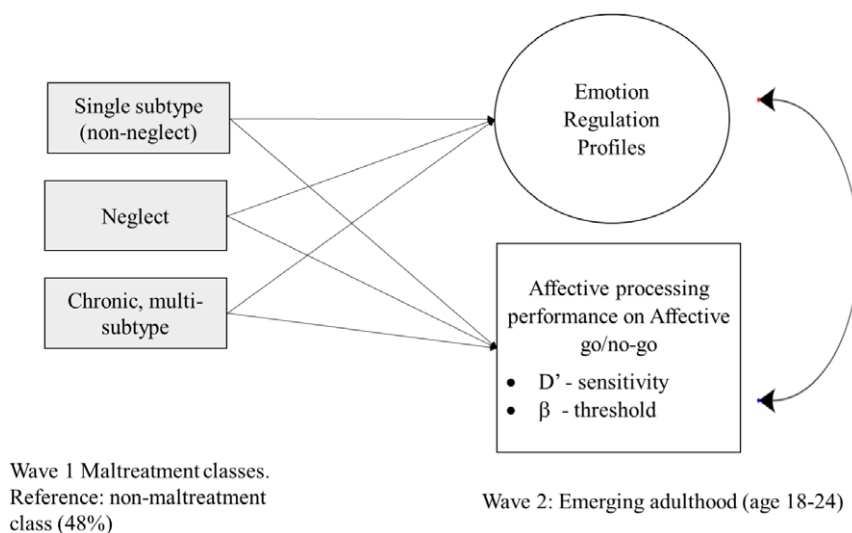 Single subtype
(non-neglect)
Neglect
Chronic, multi-
subtype
Emotion
Regulation
Profiles
Affective processing
performance on Affective
go/no-go
• D’ - sensitivity
• β - threshold
Wave 1 Maltreatment classes.
Reference: non-maltreatment
class (48%)
Wave 2: Emerging adulthood (age 18-24)